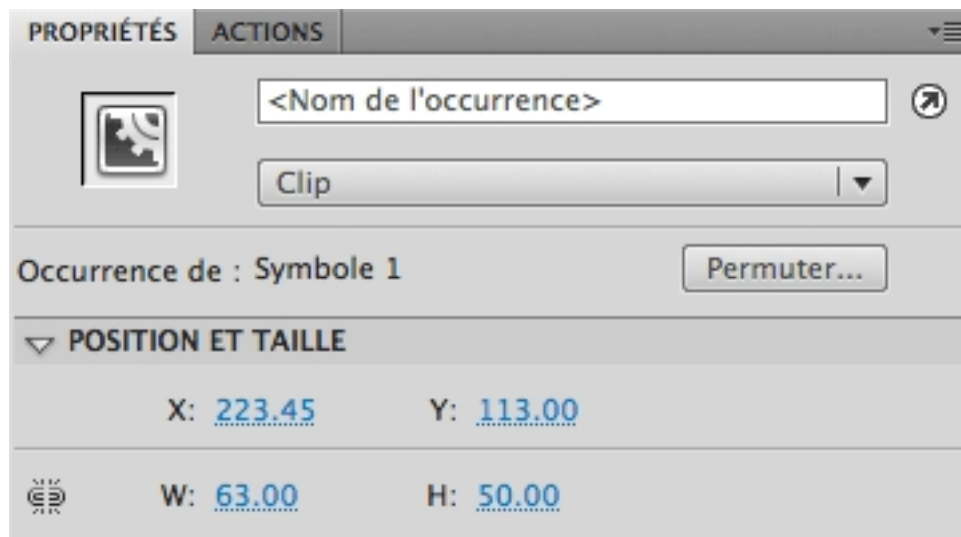 PROPRIÉTÉS ACTIONS
<Nom de l'occurrence>
Clip
Occurrence de : Symbole 1 Permuter...
POSITION ET TAILLE
X: 223.45 Y: 113.00
W: 63.00 H: 50.00